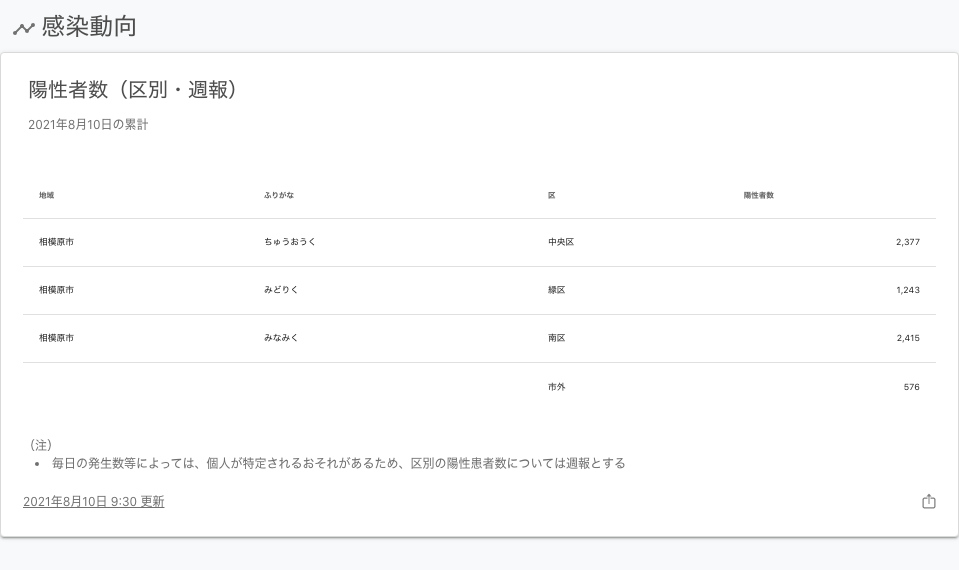 感染動向
陽性者数（区別・週報）
2021年8月10日の累計
地域 ふりがな 区 陽性者数
相模原市 ちゅうおうく 中央区 2,377
相模原市 みどりく 緑区 1,243
相模原市 みなみく 南区 2,415
市外 576
（注）
• 毎日の発生数等によっては、個人が特定されるおそれがあるため、区別の陽性患者数については週報とする
2021年8月10日 9:30 更新